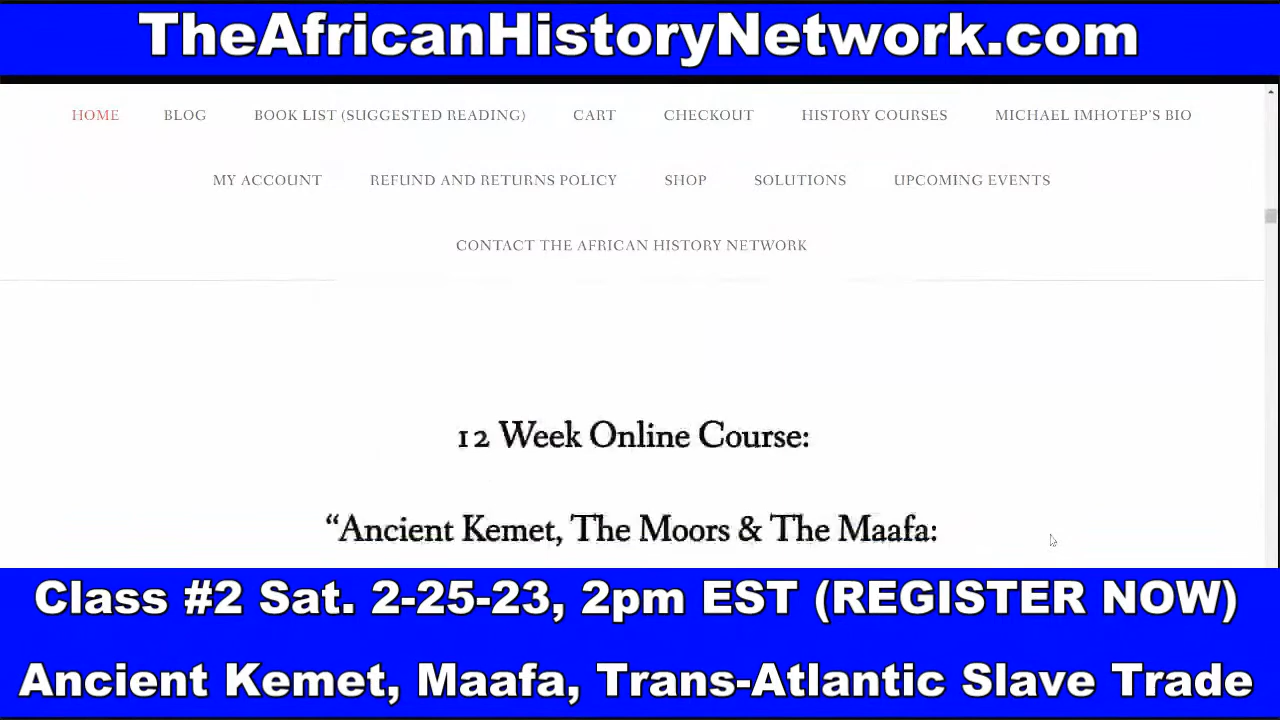 TheAfricanHistoryNetwork.com
HOME BLOG BOOK LIST (SUGGESTED READING) CART CHECKOUT HISTORY COURSES MICHAEL IMHOTEP'S BIO
MY ACCOUNT REFUND AND RETURNS POLICY SHOP SOLUTIONS UPCOMING EVENTS
CONTACT THE AFRICAN HISTORY NETWORK
12 Week Online Course:
“Ancient Kemet, The Moors & The Maafa:
Class #2 Sat. 2-25-23, 2pm EST (REGISTER NOW)
Ancient Kemet, Maafa, Trans-Atlantic Slave Trade